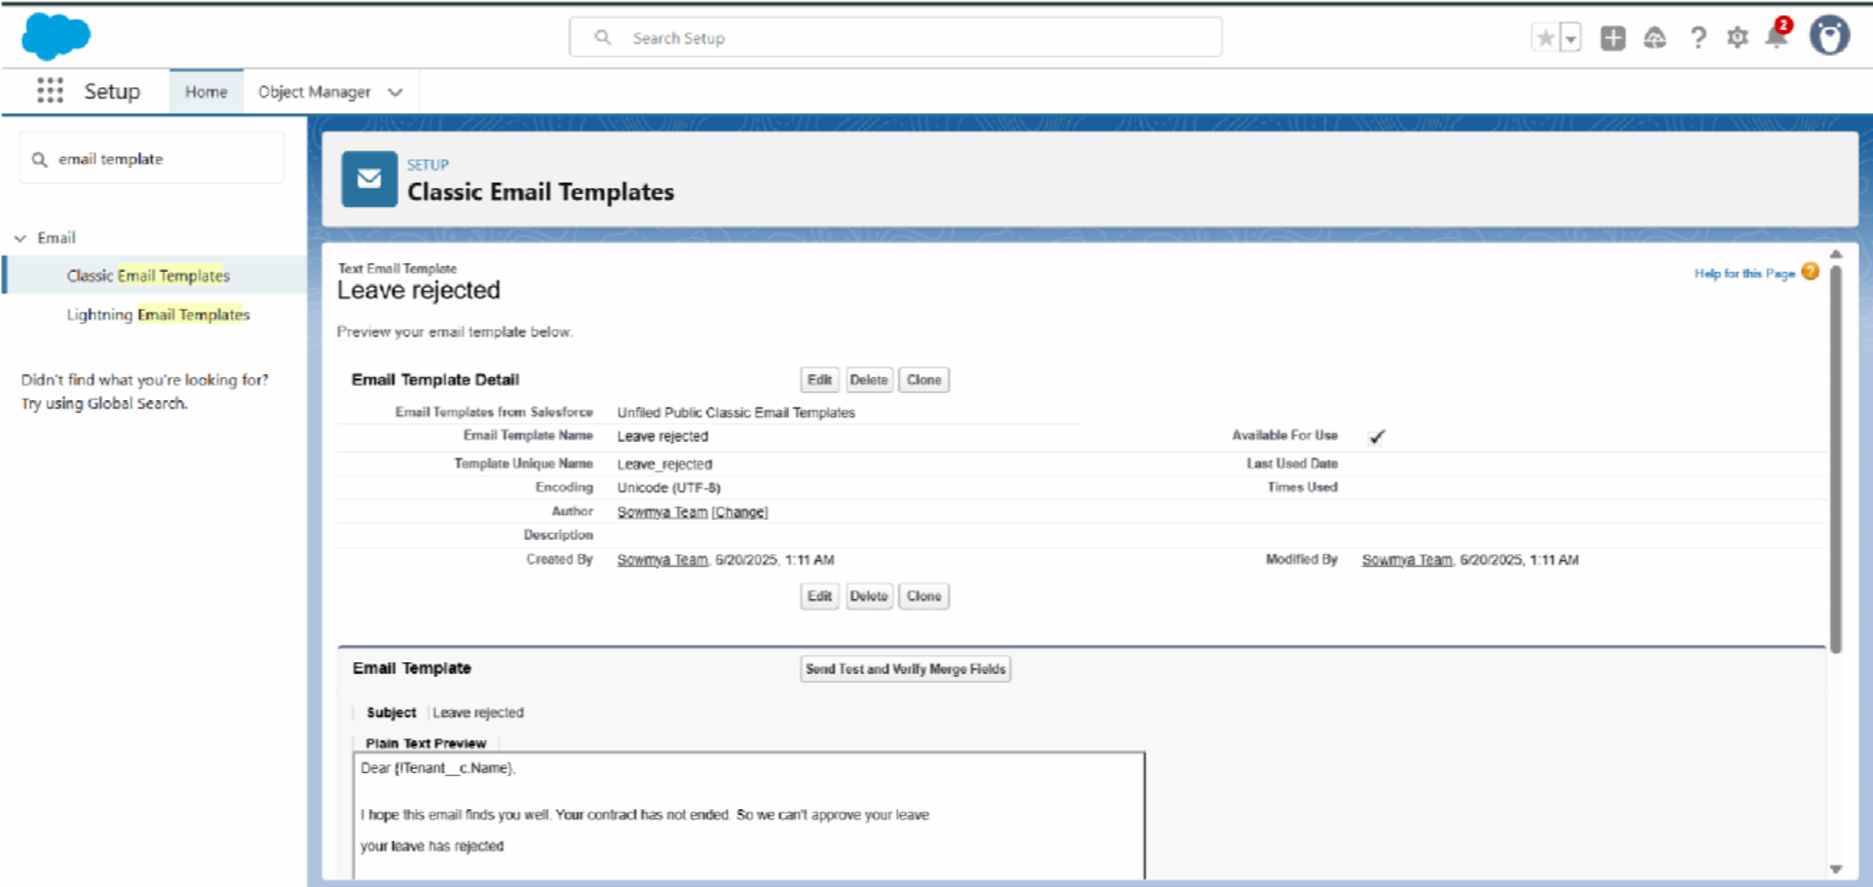 Search Setup
2
Setup
Home
Object Manager
email template
Email
Classic Email Templates
Lightning Email Templates
Didn't find what you're looking for?
Try using Global Search.
SETUP
Classic Email Templates
Text Email Template
Leave rejected
Help for this Page
Preview your email template below.
Email Template Detail
Edit Delete Clone
Email Templates from Salesforce Unfiled Public Classic Email Templates
Email Template Name Leave rejected Available For Use
Template Unique Name Leave_rejected Last Used Date
Encoding Unicode (UTF-8) Times Used
Author Sowmya Team [Change]
Description
Created By Sowmya Team, 6/20/2025, 1:11 AM Modified By Sowmya Team, 6/20/2025, 1:11 AM
Edit Delete Clone
Email Template
Send Test and Verify Merge Fields
Subject Leave rejected
Plain Text Preview
Dear {!Tenant__c.Name},
I hope this email finds you well. Your contract has not ended. So we can't approve your leave
your leave has rejected